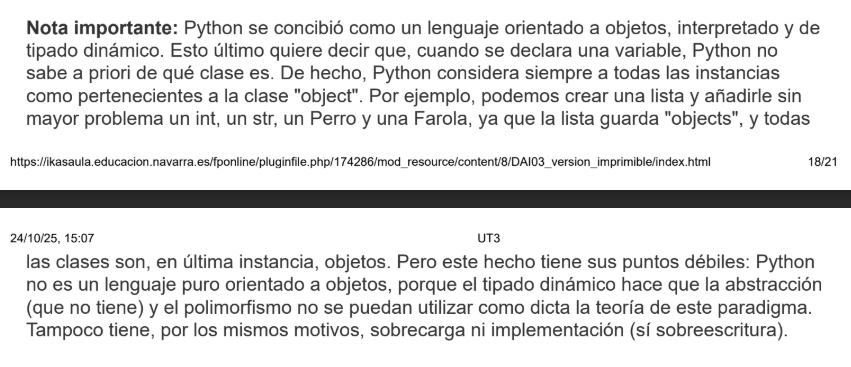 Nota importante: Python se concibió como un lenguaje orientado a objetos, interpretado y de
tipado dinámico. Esto último quiere decir que, cuando se declara una variable, Python no
sabe a priori de qué clase es. De hecho, Python considera siempre a todas las instancias
como pertenecientes a la clase "object". Por ejemplo, podemos crear una lista y añadirle sin
mayor problema un int, un str, un Perro y una Farola, ya que la lista guarda "objects", y todas
https://ikasaula.educacion.navarra.es/fponline/pluginfile.php/174286/mod_resource/content/8/DAI03_version_imprimible/index.html 18/21
24/10/25, 15:07 UT3
las clases son, en última instancia, objetos. Pero este hecho tiene sus puntos débiles: Python
no es un lenguaje puro orientado a objetos, porque el tipado dinámico hace que la abstracción
(que no tiene) y el polimorfismo no se puedan utilizar como dicta la teoría de este paradigma.
Tampoco tiene, por los mismos motivos, sobrecarga ni implementación (sí sobreescritura).